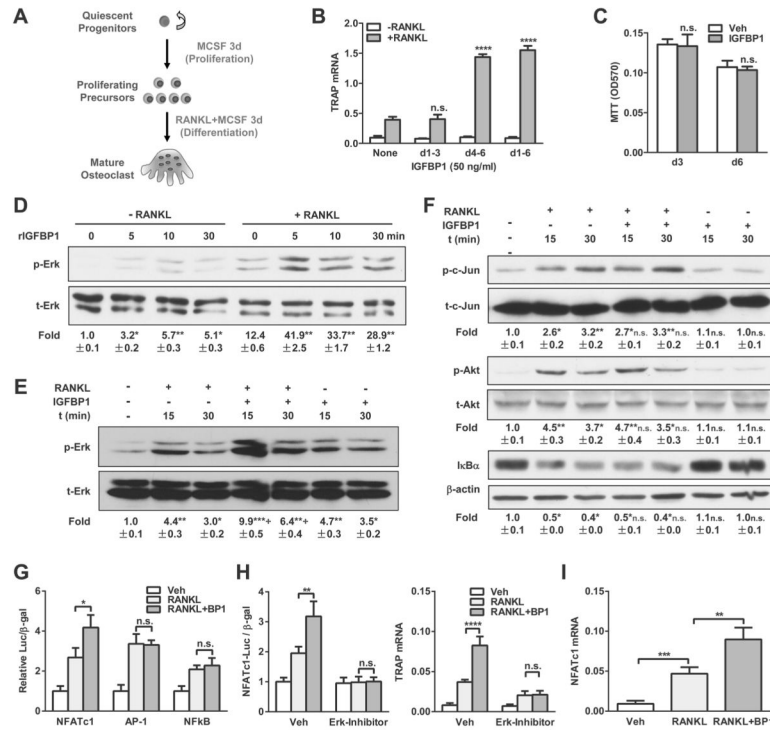 A
Quiescent
Progenitors
MCSF 3d
(Proliferation)
Proliferating
Precursors
RANKL+MCSF 3d
(Differentiation)
Mature
Osteoclast
B
-RANKL
+RANKL
TRAP mRNA
2.0
1.5
1.0
0.5
0.0
n.s.
****
****
None d1-3 d4-6 d1-6
IGFBP1 (50 ng/ml)
C
Veh
IGFBP1
MTT (OD570)
0.15
0.10
0.05
0.00
n.s.
n.s.
d3 d6
D
- RANKL + RANKL
rIGFBP1 0 5 10 30 0 5 10 30 min
p-Erk
t-Erk
Fold 1.0 3.2* 5.7** 5.1* 12.4 41.9** 33.7** 28.9**
±0.1 ±0.2 ±0.3 ±0.3 ±0.6 ±2.5 ±1.7 ±1.2
E
RANKL - + + + + - -
IGFBP1 - - - + + + +
t (min) - 15 30 15 30 15 30
p-Erk
t-Erk
Fold 1.0 4.4** 3.0* 9.9***+ 6.4**+ 4.7** 3.5*
±0.1 ±0.3 ±0.2 ±0.5 ±0.4 ±0.3 ±0.2
F
RANKL - + + + + - -
IGFBP1 - - - + + + +
t (min) - 15 30 15 30 15 30
p-c-Jun
t-c-Jun
Fold 1.0 2.6* 3.2** 2.7*n.s. 3.3**n.s. 1.1n.s. 1.0n.s.
±0.1 ±0.2 ±0.2 ±0.1 ±0.2 ±0.1 ±0.1
p-Akt
t-Akt
Fold 1.0 4.5** 3.7* 4.7**n.s. 3.5*n.s. 1.1n.s. 1.1n.s.
±0.1 ±0.3 ±0.2 ±0.4 ±0.3 ±0.1 ±0.1
IκBα
β-actin
Fold 1.0 0.5* 0.4* 0.5*n.s. 0.4*n.s. 1.1n.s. 1.0n.s.
±0.1 ±0.0 ±0.0 ±0.1 ±0.0 ±0.1 ±0.1
G
Veh
RANKL
RANKL+BP1
Relative Luc/β-gal
8
6
4
2
0
*
n.s.
n.s.
NFATc1 AP-1 NFkB
H
Veh
RANKL
RANKL+BP1
NFATc1-Luc / β-gal
5
4
3
2
1
0
**
n.s.
Veh Erk-Inhibitor
Veh
RANKL
RANKL+BP1
TRAP mRNA
0.15
0.10
0.05
0.00
****
n.s.
Veh Erk-Inhibitor
I
NFATc1 mRNA
0.15
0.10
0.05
0.00
***
**
Veh RANKL RANKL+BP1